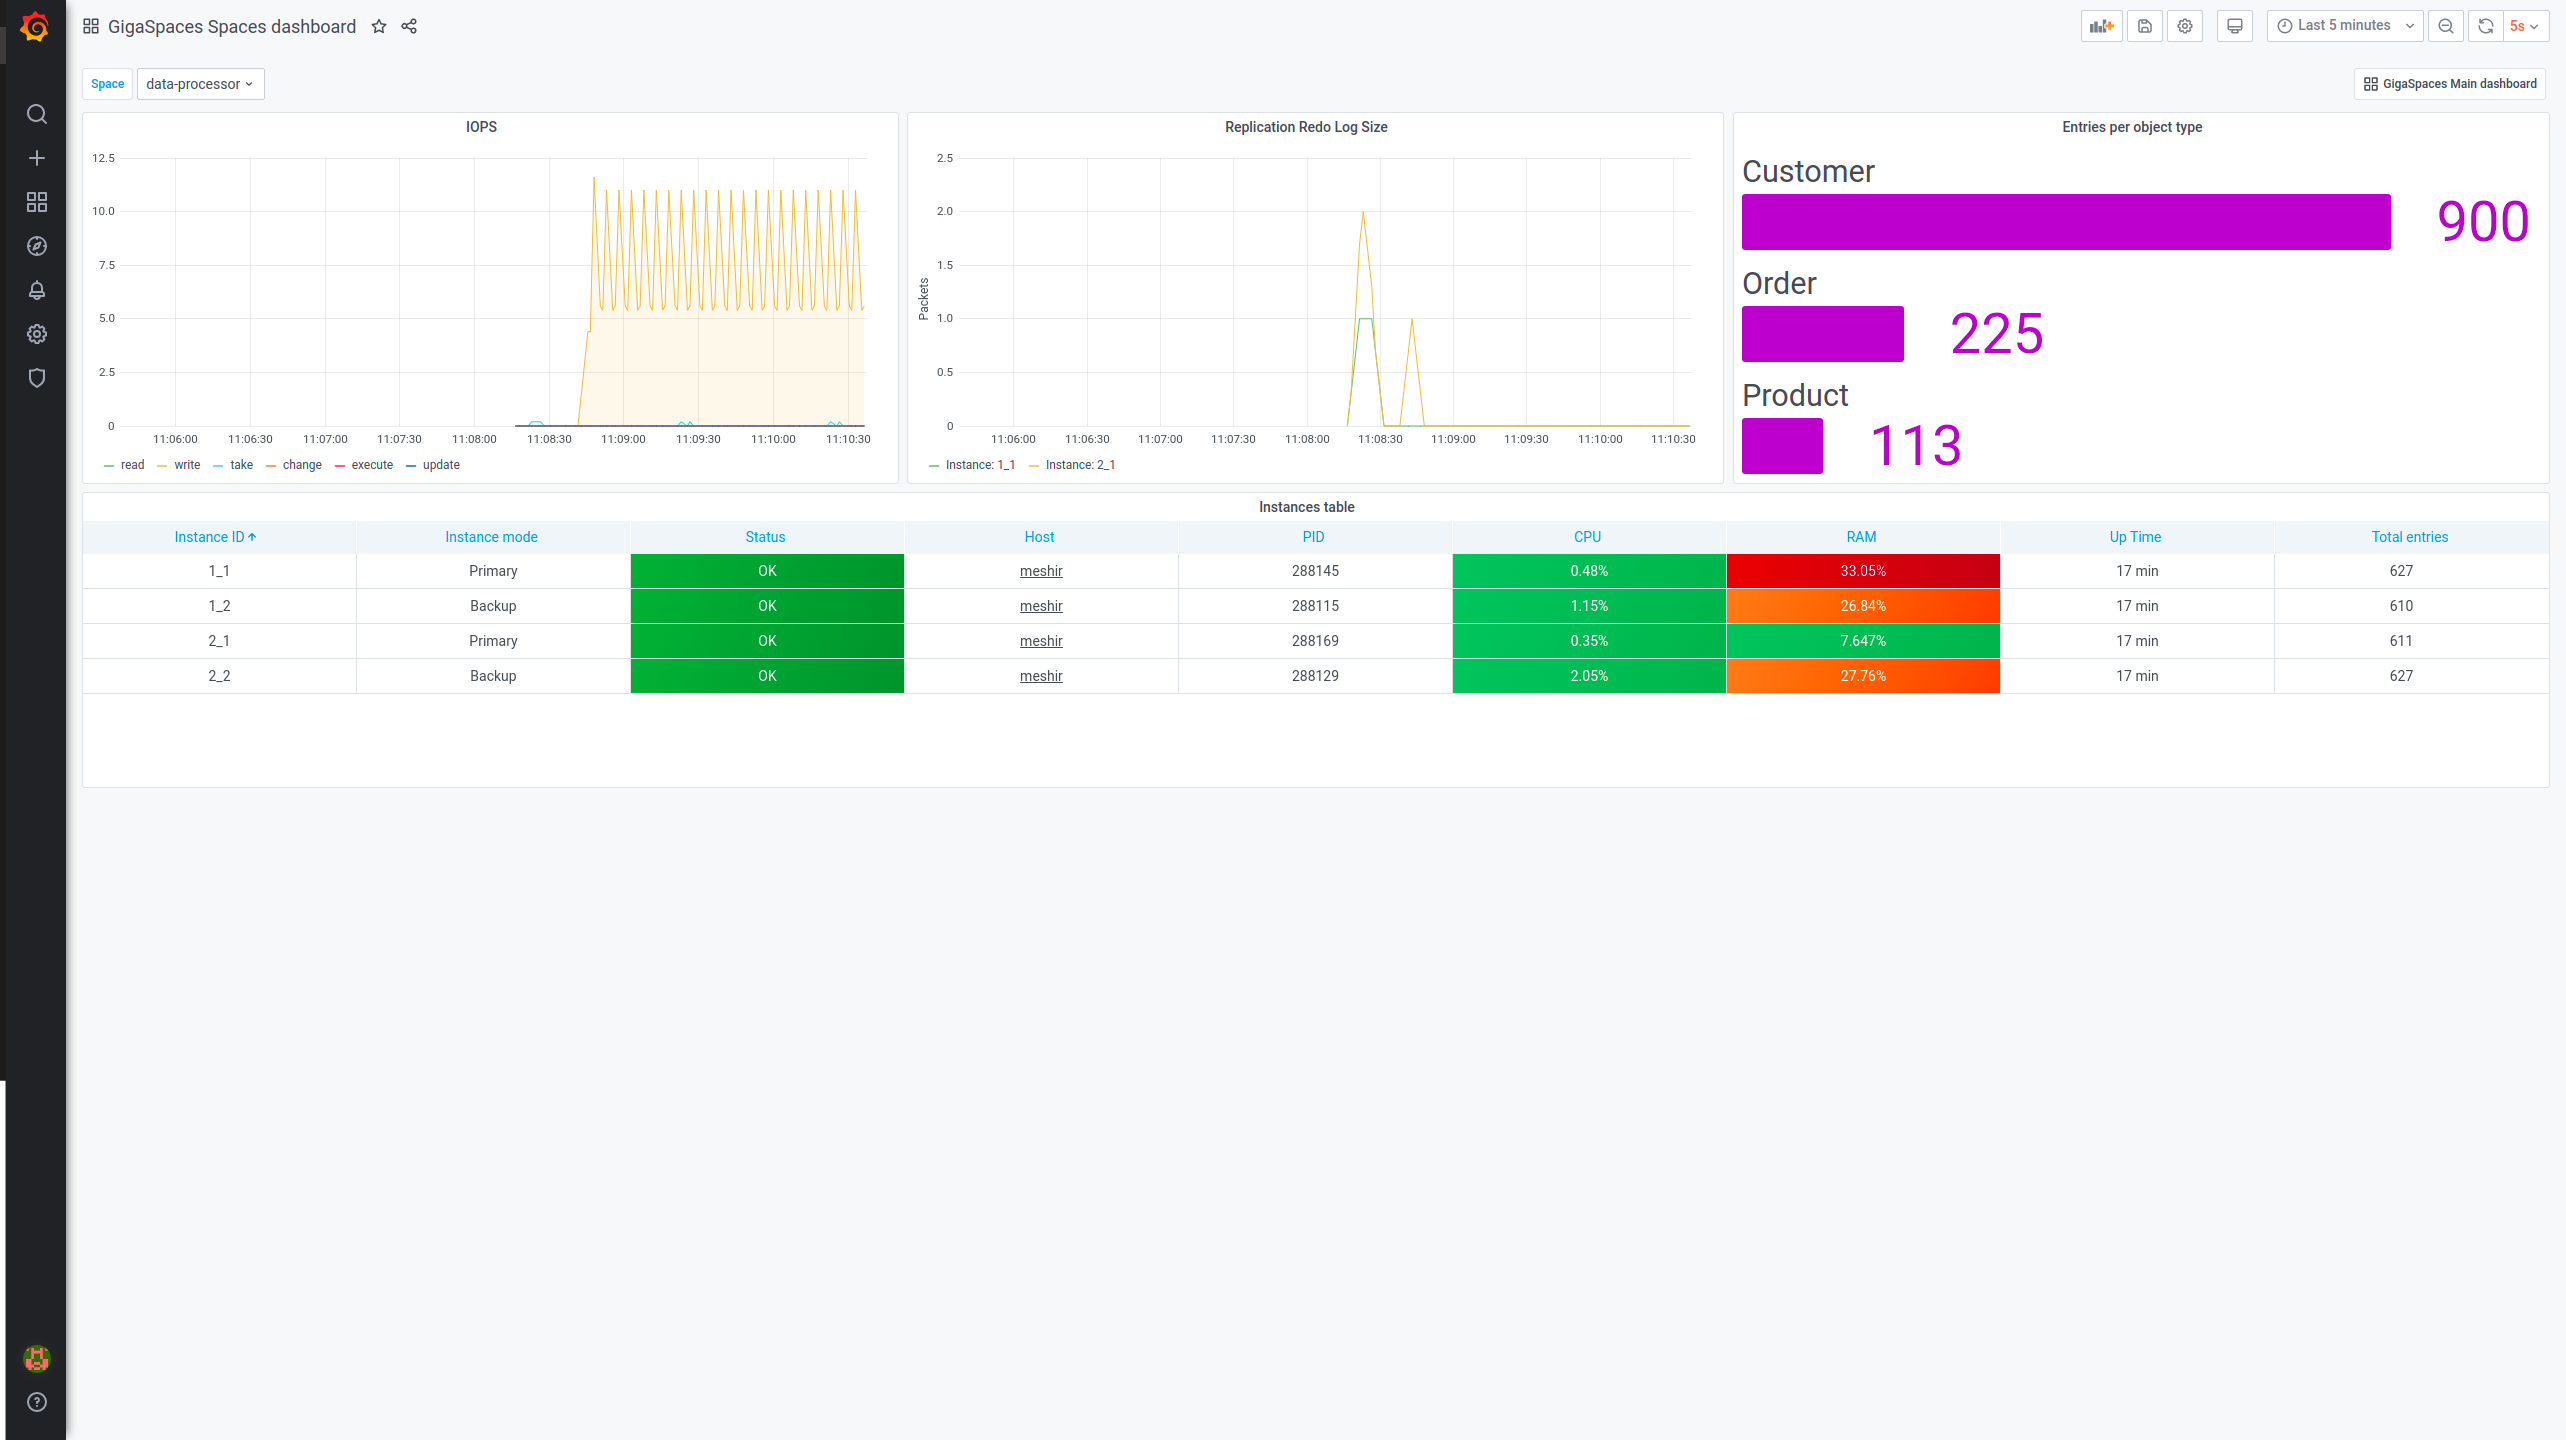 GigaSpaces Spaces dashboard
Last 5 minutes
5s
Space
data-processor
GigaSpaces Main dashboard
IOPS
12.5
10.0
7.5
5.0
2.5
0
11:06:00 11:06:30 11:07:00 11:07:30 11:08:00 11:08:30 11:09:00 11:09:30 11:10:00 11:10:30
read write take change execute update
Replication Redo Log Size
2.5
2.0
1.5
1.0
0.5
0
Packets
11:06:00 11:06:30 11:07:00 11:07:30 11:08:00 11:08:30 11:09:00 11:09:30 11:10:00 11:10:30
Instance: 1_1 Instance: 2_1
Entries per object type
Customer
900
Order
225
Product
113
Instances table
Instance ID Instance mode Status Host PID CPU RAM Up Time Total entries
1_1 Primary OK meshir 288145 0.48% 33.05% 17 min 627
1_2 Backup OK meshir 288115 1.15% 26.84% 17 min 610
2_1 Primary OK meshir 288169 0.35% 7.647% 17 min 611
2_2 Backup OK meshir 288129 2.05% 27.76% 17 min 627